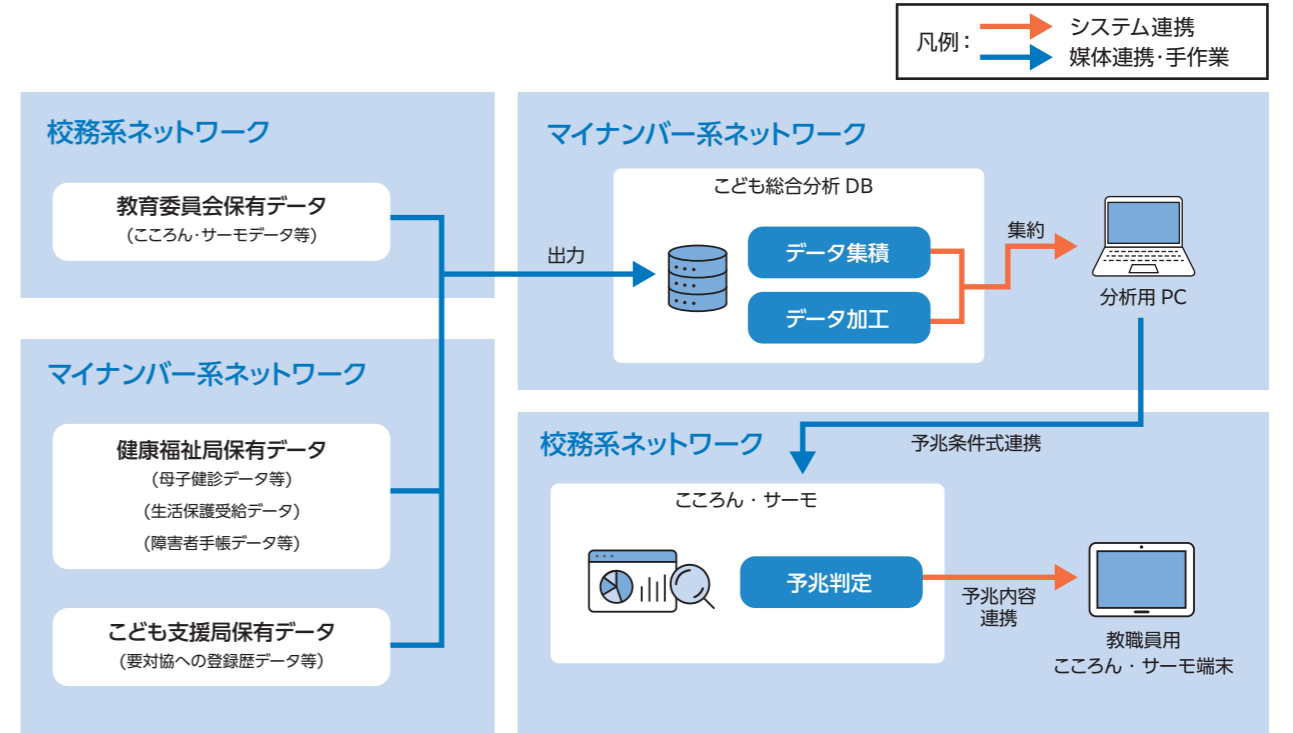 凡例：
システム連携
媒体連携・手作業
校務系ネットワーク
教育委員会保有データ
(こころん・サーモデータ等)
マイナンバー系ネットワーク
健康福祉局保有データ
(母子健診データ等)
(生活保護受給データ)
(障害者手帳データ等)
こども支援局保有データ
(要対協への登録歴データ等)
出力
マイナンバー系ネットワーク
こども総合分析 DB
データ集積
データ加工
集約
分析用 PC
校務系ネットワーク
予兆条件式連携
こころん・サーモ
予兆判定
予兆内容
連携
教職員用
こころん・サーモ端末